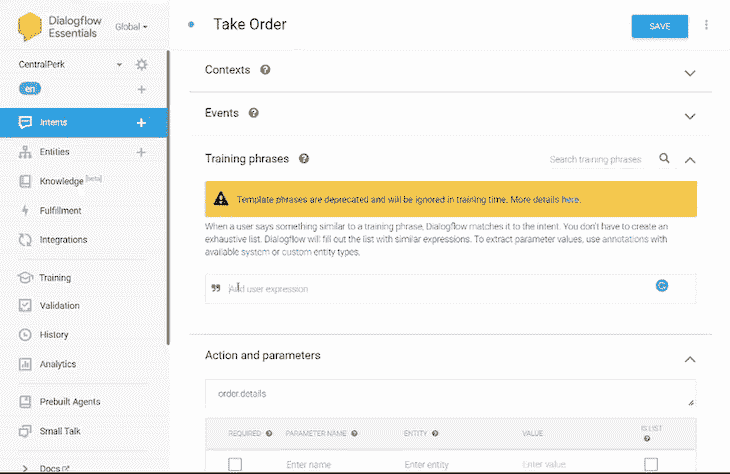 Dialogflow
Essentials
Global
Take Order
SAVE
CentralPerk
en
Intents
Entities
Knowledge [beta]
Fulfillment
Integrations
Training
Validation
History
Analytics
Prebuilt Agents
Small Talk
Docs
Contexts
Events
Training phrases
Search training phrases
Template phrases are deprecated and will be ignored in training time. More details here.
When a user says something similar to a training phrase, Dialogflow matches it to the intent. You don't have to create an
exhaustive list. Dialogflow will fill out the list with similar expressions. To extract parameter values, use annotations with
available system or custom entity types.
Add user expression
Action and parameters
order.details
REQUIRED PARAMETER NAME ENTITY VALUE IS LIST
Enter name Enter entity Enter value